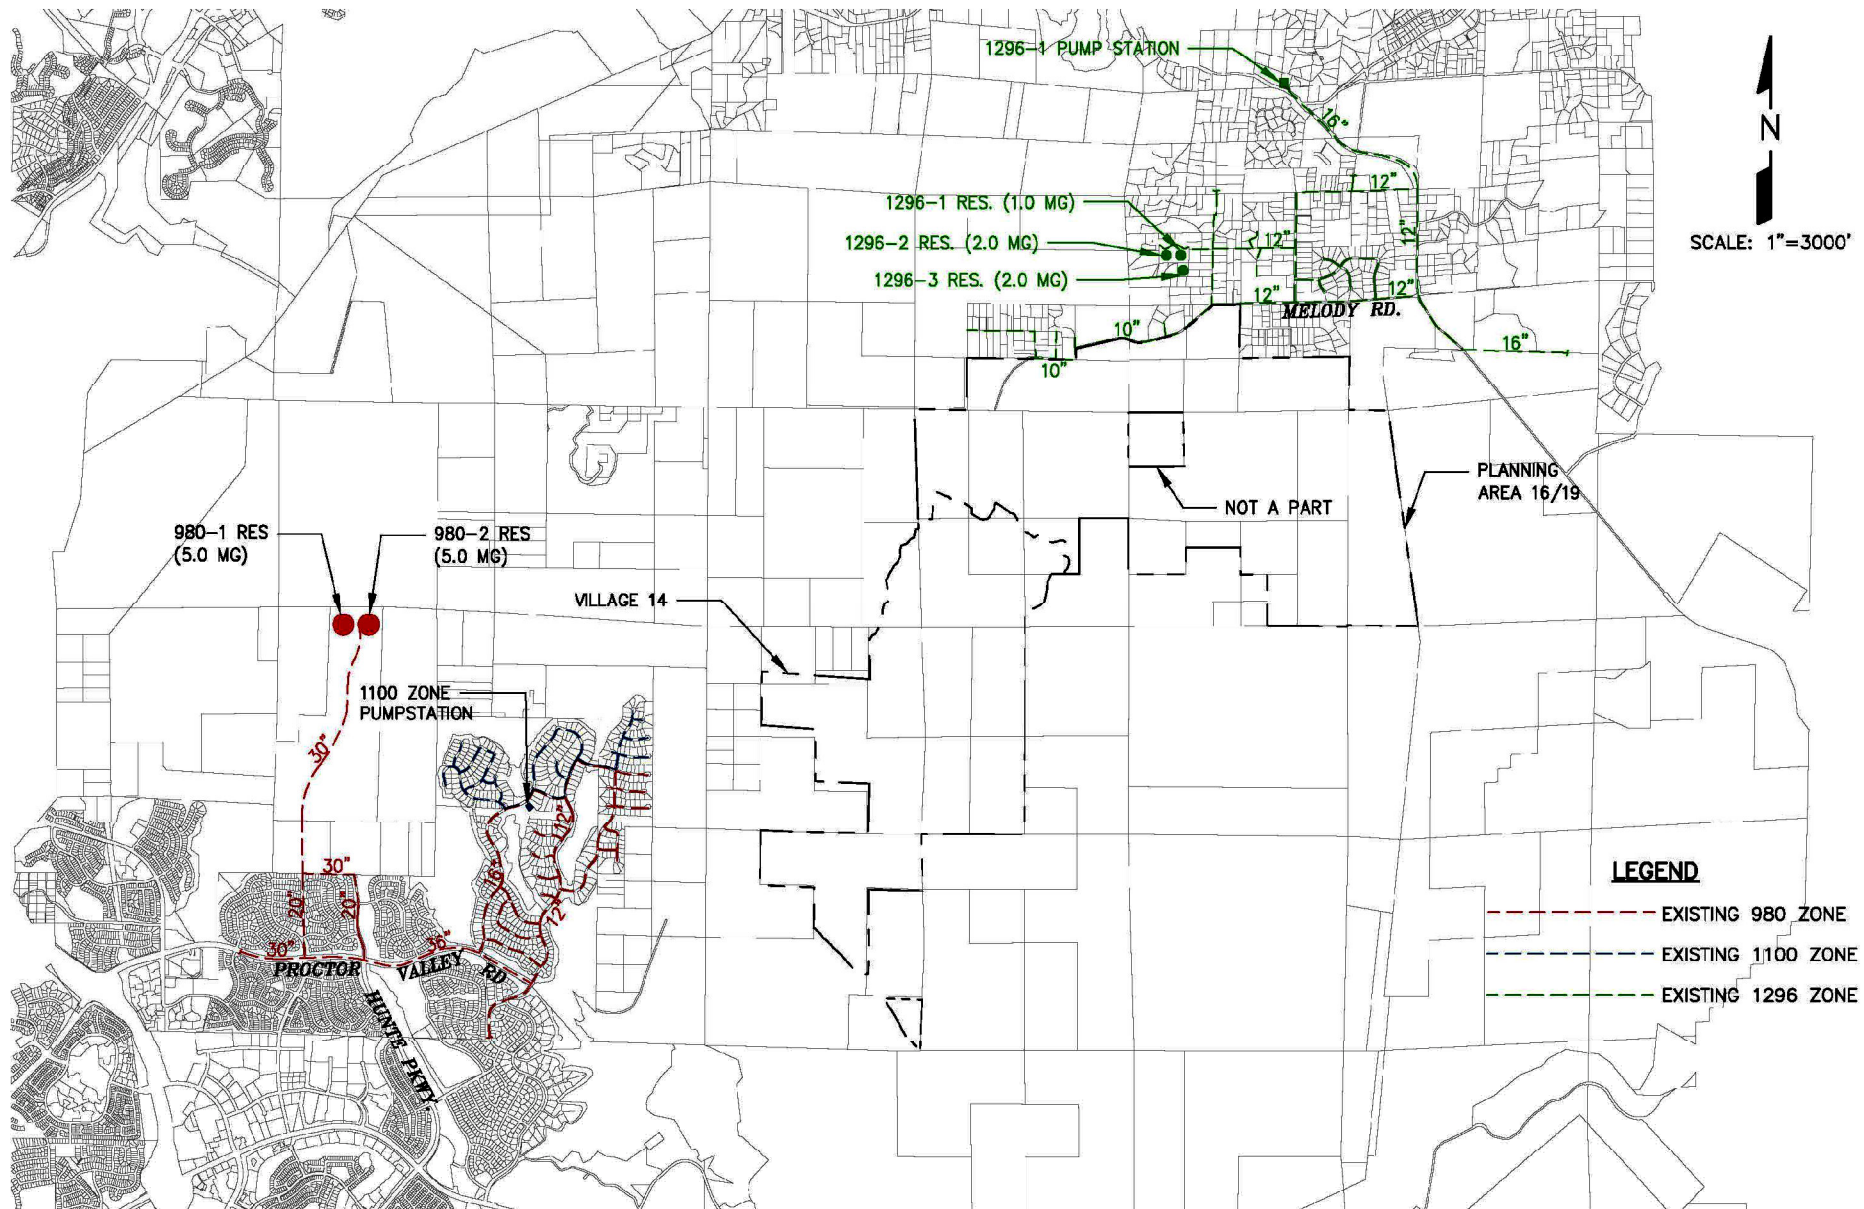 1296-1 PUMP STATION
16"
N
SCALE: 1"=3000'
12"
1296-1 RES. (1.0 MG)
12"
1296-2 RES. (2.0 MG)
12"
1296-3 RES. (2.0 MG)
12"
12"
MELODY RD.
10"
16"
10"
PLANNING
AREA 16/19
NOT A PART
980-1 RES
(5.0 MG)
980-2 RES
(5.0 MG)
VILLAGE 14
1100 ZONE
PUMPSTATION
30"
12"
30"
16"
20"
20"
12"
30"
36"
PROCTOR VALLEY RD
HUNTE PKWY.
LEGEND
EXISTING 980 ZONE
EXISTING 1100 ZONE
EXISTING 1296 ZONE